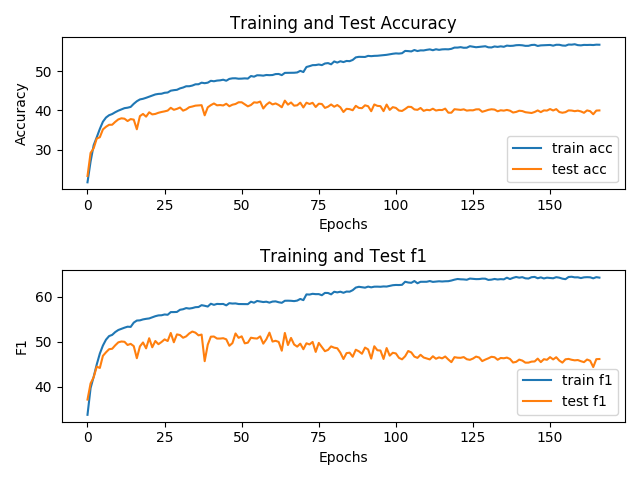 Training and Test Accuracy
50
40
30
Accuracy
train acc
test acc
0 25 50 75 100 125 150
Epochs
Training and Test f1
60
50
40
F1
train f1
test f1
0 25 50 75 100 125 150
Epochs